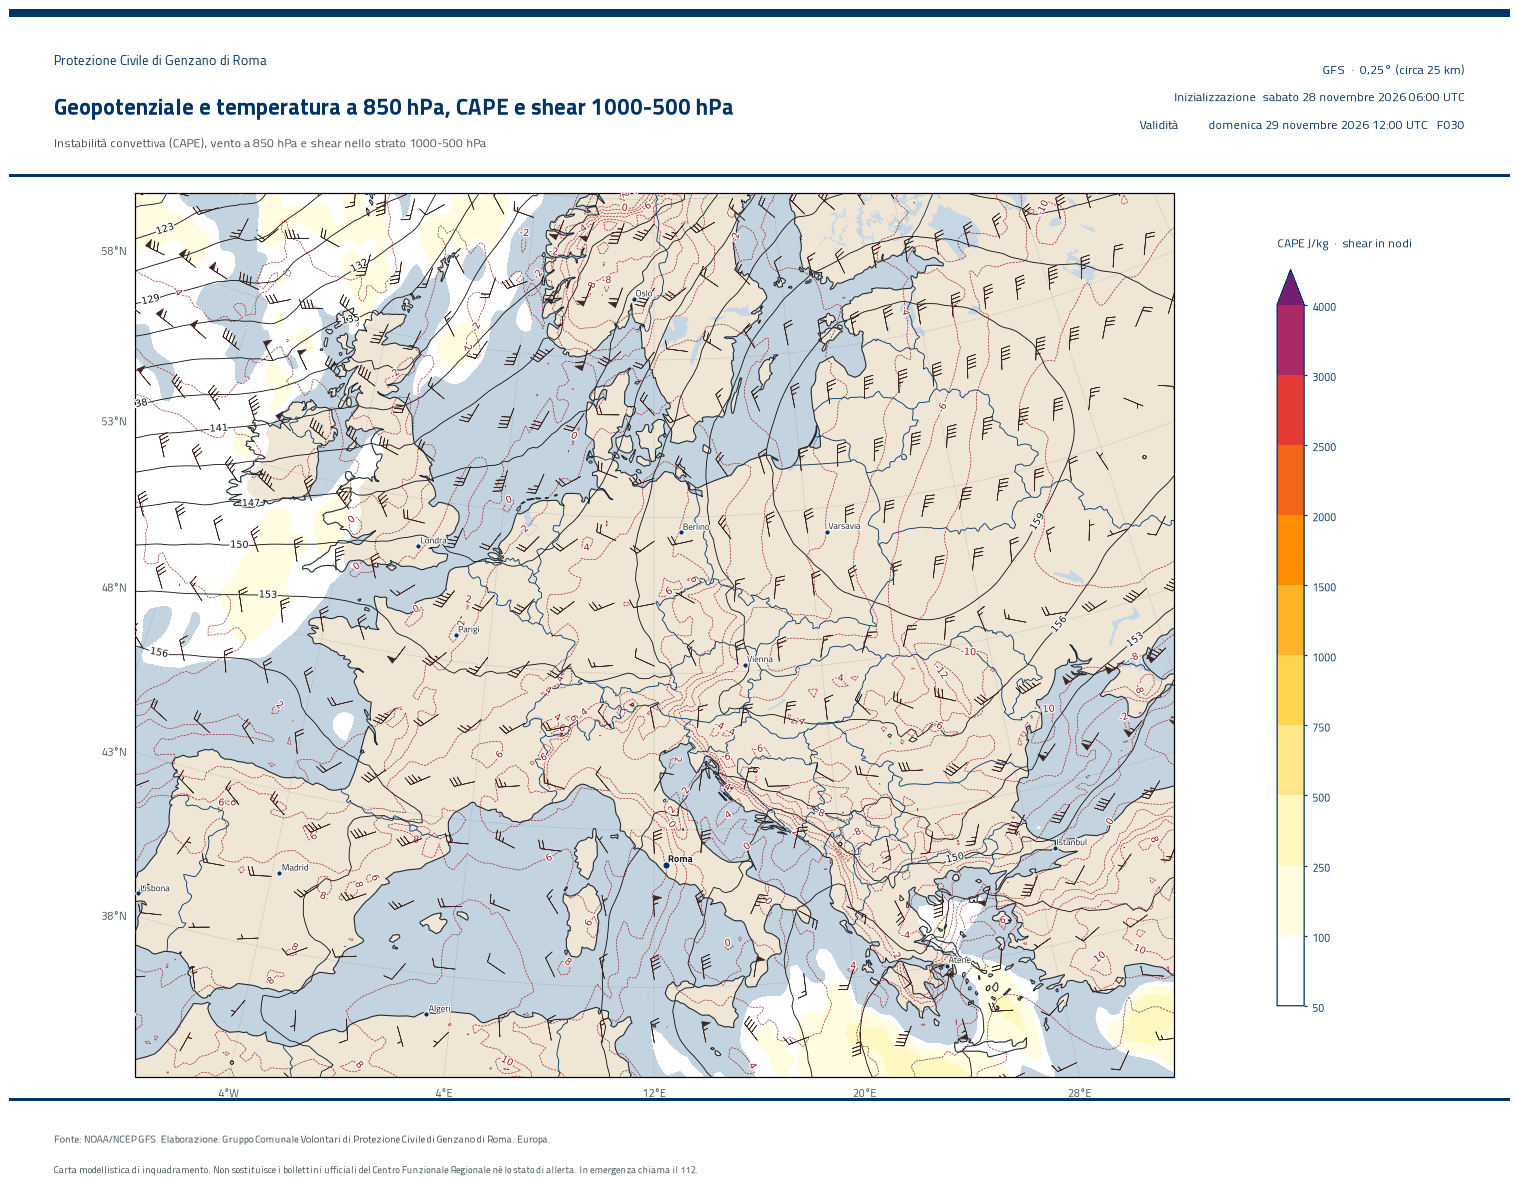 Protezione Civile di Genzano di Roma
Geopotenziale e temperatura a 850 hPa, CAPE e shear 1000-500 hPa
Instabilità convettiva (CAPE), vento a 850 hPa e shear nello strato 1000-500 hPa
GFS · 0,25° (circa 25 km)
Inizializzazione sabato 28 novembre 2026 06:00 UTC
Validità domenica 29 novembre 2026 12:00 UTC F030
CAPE J/kg · shear in nodi
4000
3000
2500
2000
1500
1000
750
500
250
100
50
58°N
53°N
48°N
43°N
38°N
4°W
4°E
12°E
20°E
28°E
123
132
129
135
38
141
147
150
153
156
159
156
153
150
Oslo
Berlino
Varsavia
Londra
Parigi
Vienna
Roma
Madrid
Lisbona
Algeri
Istanbul
Atene
Fonte: NOAA/NCEP GFS. Elaborazione: Gruppo Comunale Volontari di Protezione Civile di Genzano di Roma. Europa.
Carta modellistica di inquadramento. Non sostituisce i bollettini ufficiali del Centro Funzionale Regionale né lo stato di allerta. In emergenza chiama il 112.